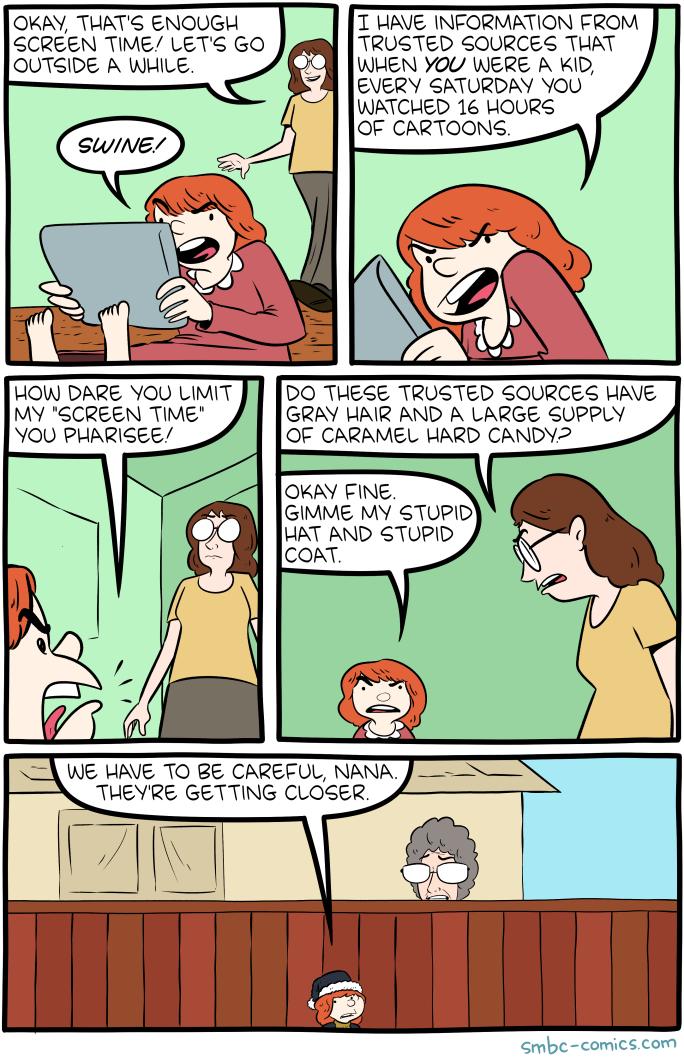 OKAY, THAT'S ENOUGH
SCREEN TIME! LET'S GO
OUTSIDE A WHILE.
SWINE!
I HAVE INFORMATION FROM
TRUSTED SOURCES THAT
WHEN YOU WERE A KID,
EVERY SATURDAY YOU
WATCHED 16 HOURS
OF CARTOONS.
HOW DARE YOU LIMIT
MY "SCREEN TIME"
YOU PHARISEE!
DO THESE TRUSTED SOURCES HAVE
GRAY HAIR AND A LARGE SUPPLY
OF CARAMEL HARD CANDY?
OKAY FINE.
GIMME MY STUPID
HAT AND STUPID
COAT.
WE HAVE TO BE CAREFUL, NANA.
THEY'RE GETTING CLOSER.
smbc-comics.com